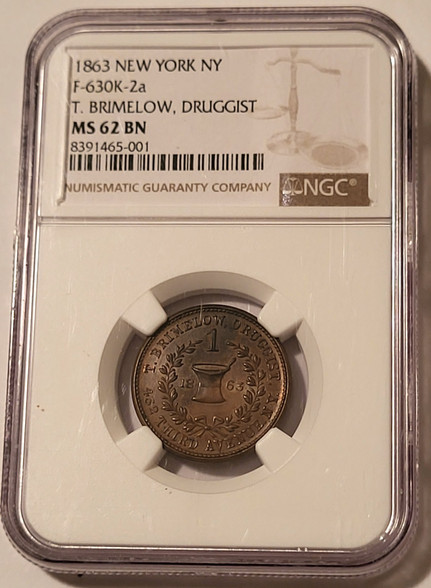 1863 NEW YORK NY
F-630K-2a
T. BRIMELOW, DRUGGIST
MS 62 BN
8391465-001
NUMISMATIC GUARANTY COMPANY
NGC®
T. BRIMELOW, DRUGGIST
1
18 63
THIRD AVENUE